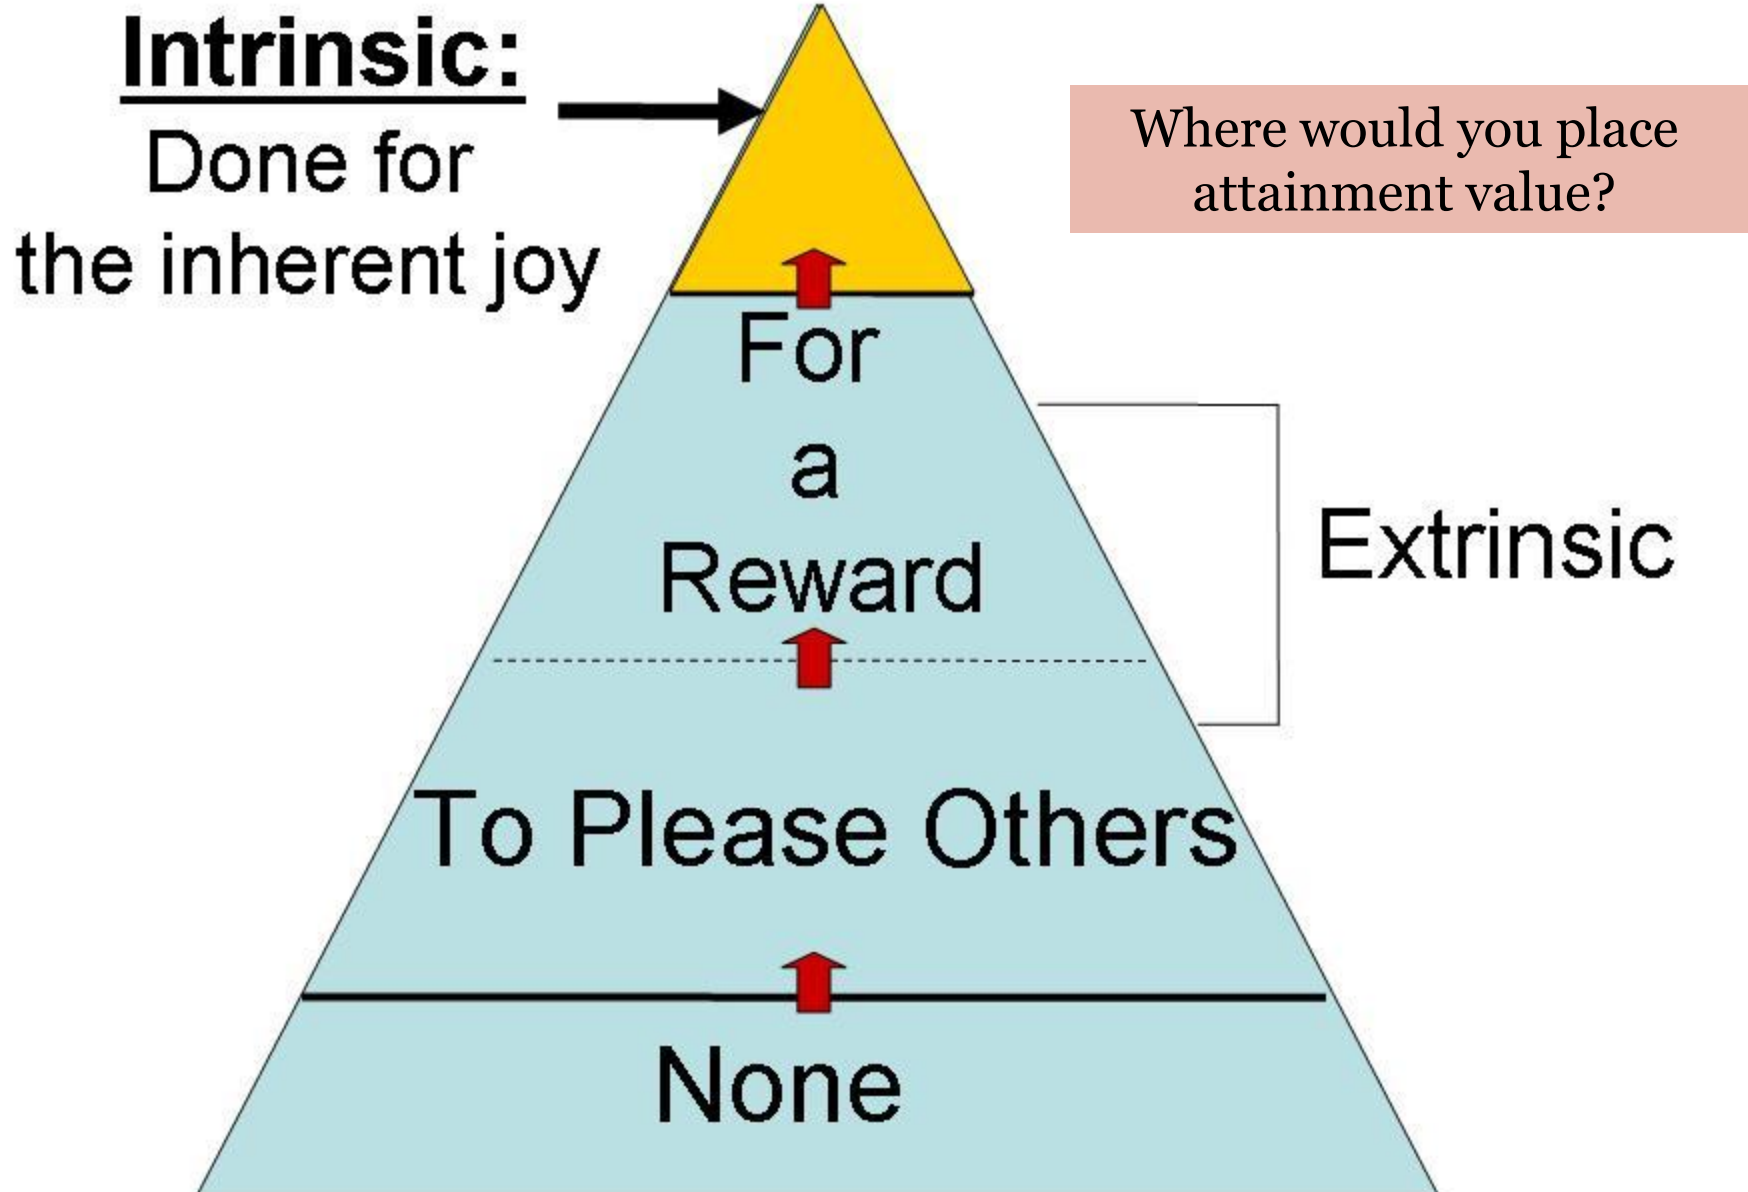 Intrinsic:
Done for
the inherent joy
Where would you place
attainment value?
For
a
Reward
Extrinsic
To Please Others
None